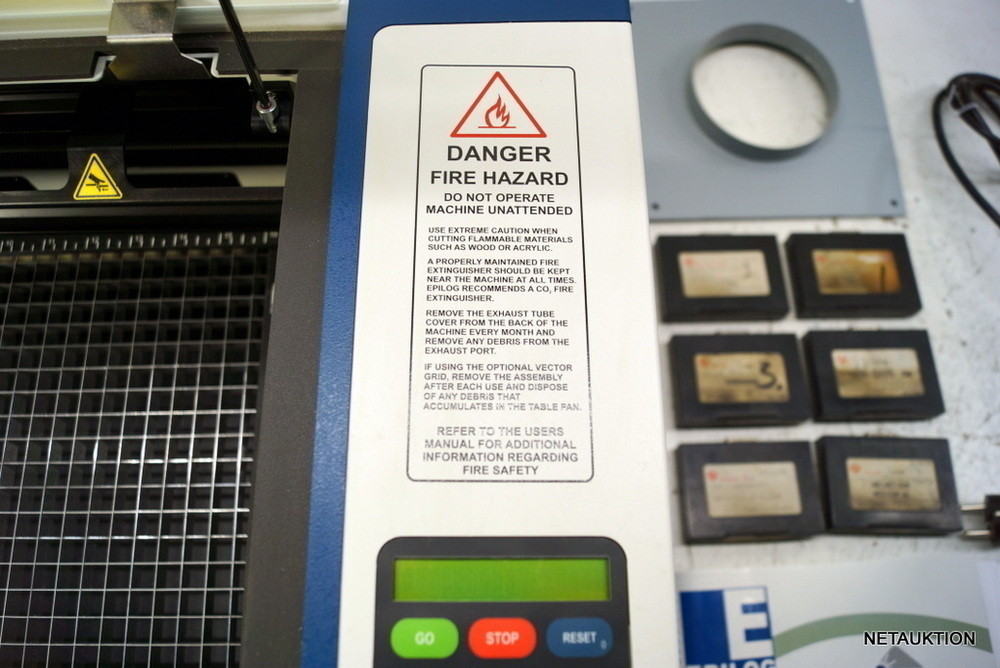 DANGER
FIRE HAZARD
DO NOT OPERATE
MACHINE UNATTENDED
USE EXTREME CAUTION WHEN
CUTTING FLAMMABLE MATERIALS
SUCH AS WOOD OR ACRYLIC.
A PROPERLY MAINTAINED FIRE
EXTINGUISHER SHOULD BE KEPT
NEAR THE MACHINE AT ALL TIMES.
EPILOG RECOMMENDS A CO₂ FIRE
EXTINGUISHER.
REMOVE THE EXHAUST TUBE
COVER FROM THE BACK OF THE
MACHINE EVERY MONTH AND
REMOVE ANY DEBRIS FROM THE
EXHAUST PORT.
IF USING THE OPTIONAL VECTOR
GRID, REMOVE THE ASSEMBLY
AFTER EACH USE AND DISPOSE
OF ANY DEBRIS THAT
ACCUMULATES IN THE TABLE PAN.
REFER TO THE USERS
MANUAL FOR ADDITIONAL
INFORMATION REGARDING
FIRE SAFETY
GO STOP RESET
3.
E
EPILOG
NETAUKTION